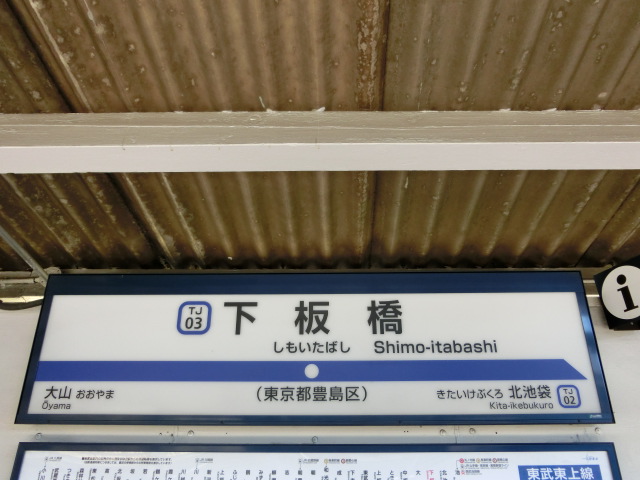 TJ
03
下板橋
しもいたばし Shimo-itabashi
大山 おおやま
Ōyama
(東京都豊島区)
きたいけぶくろ 北池袋
Kita-ikebukuro
TJ
02
i
東武東上線